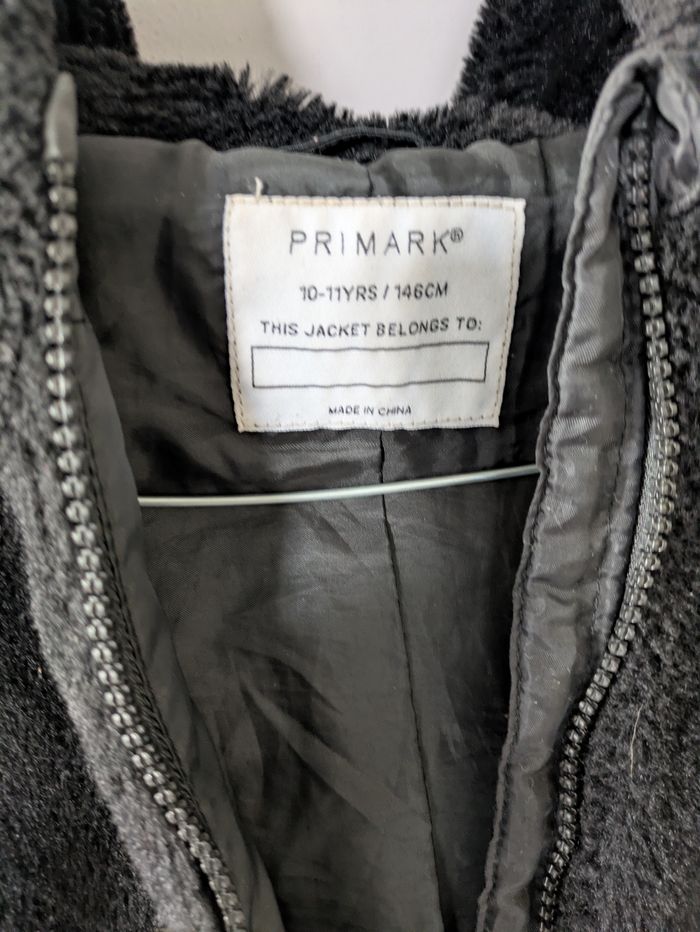 PRIMARK®
10-11YRS / 146CM
THIS JACKET BELONGS TO:
MADE IN CHINA